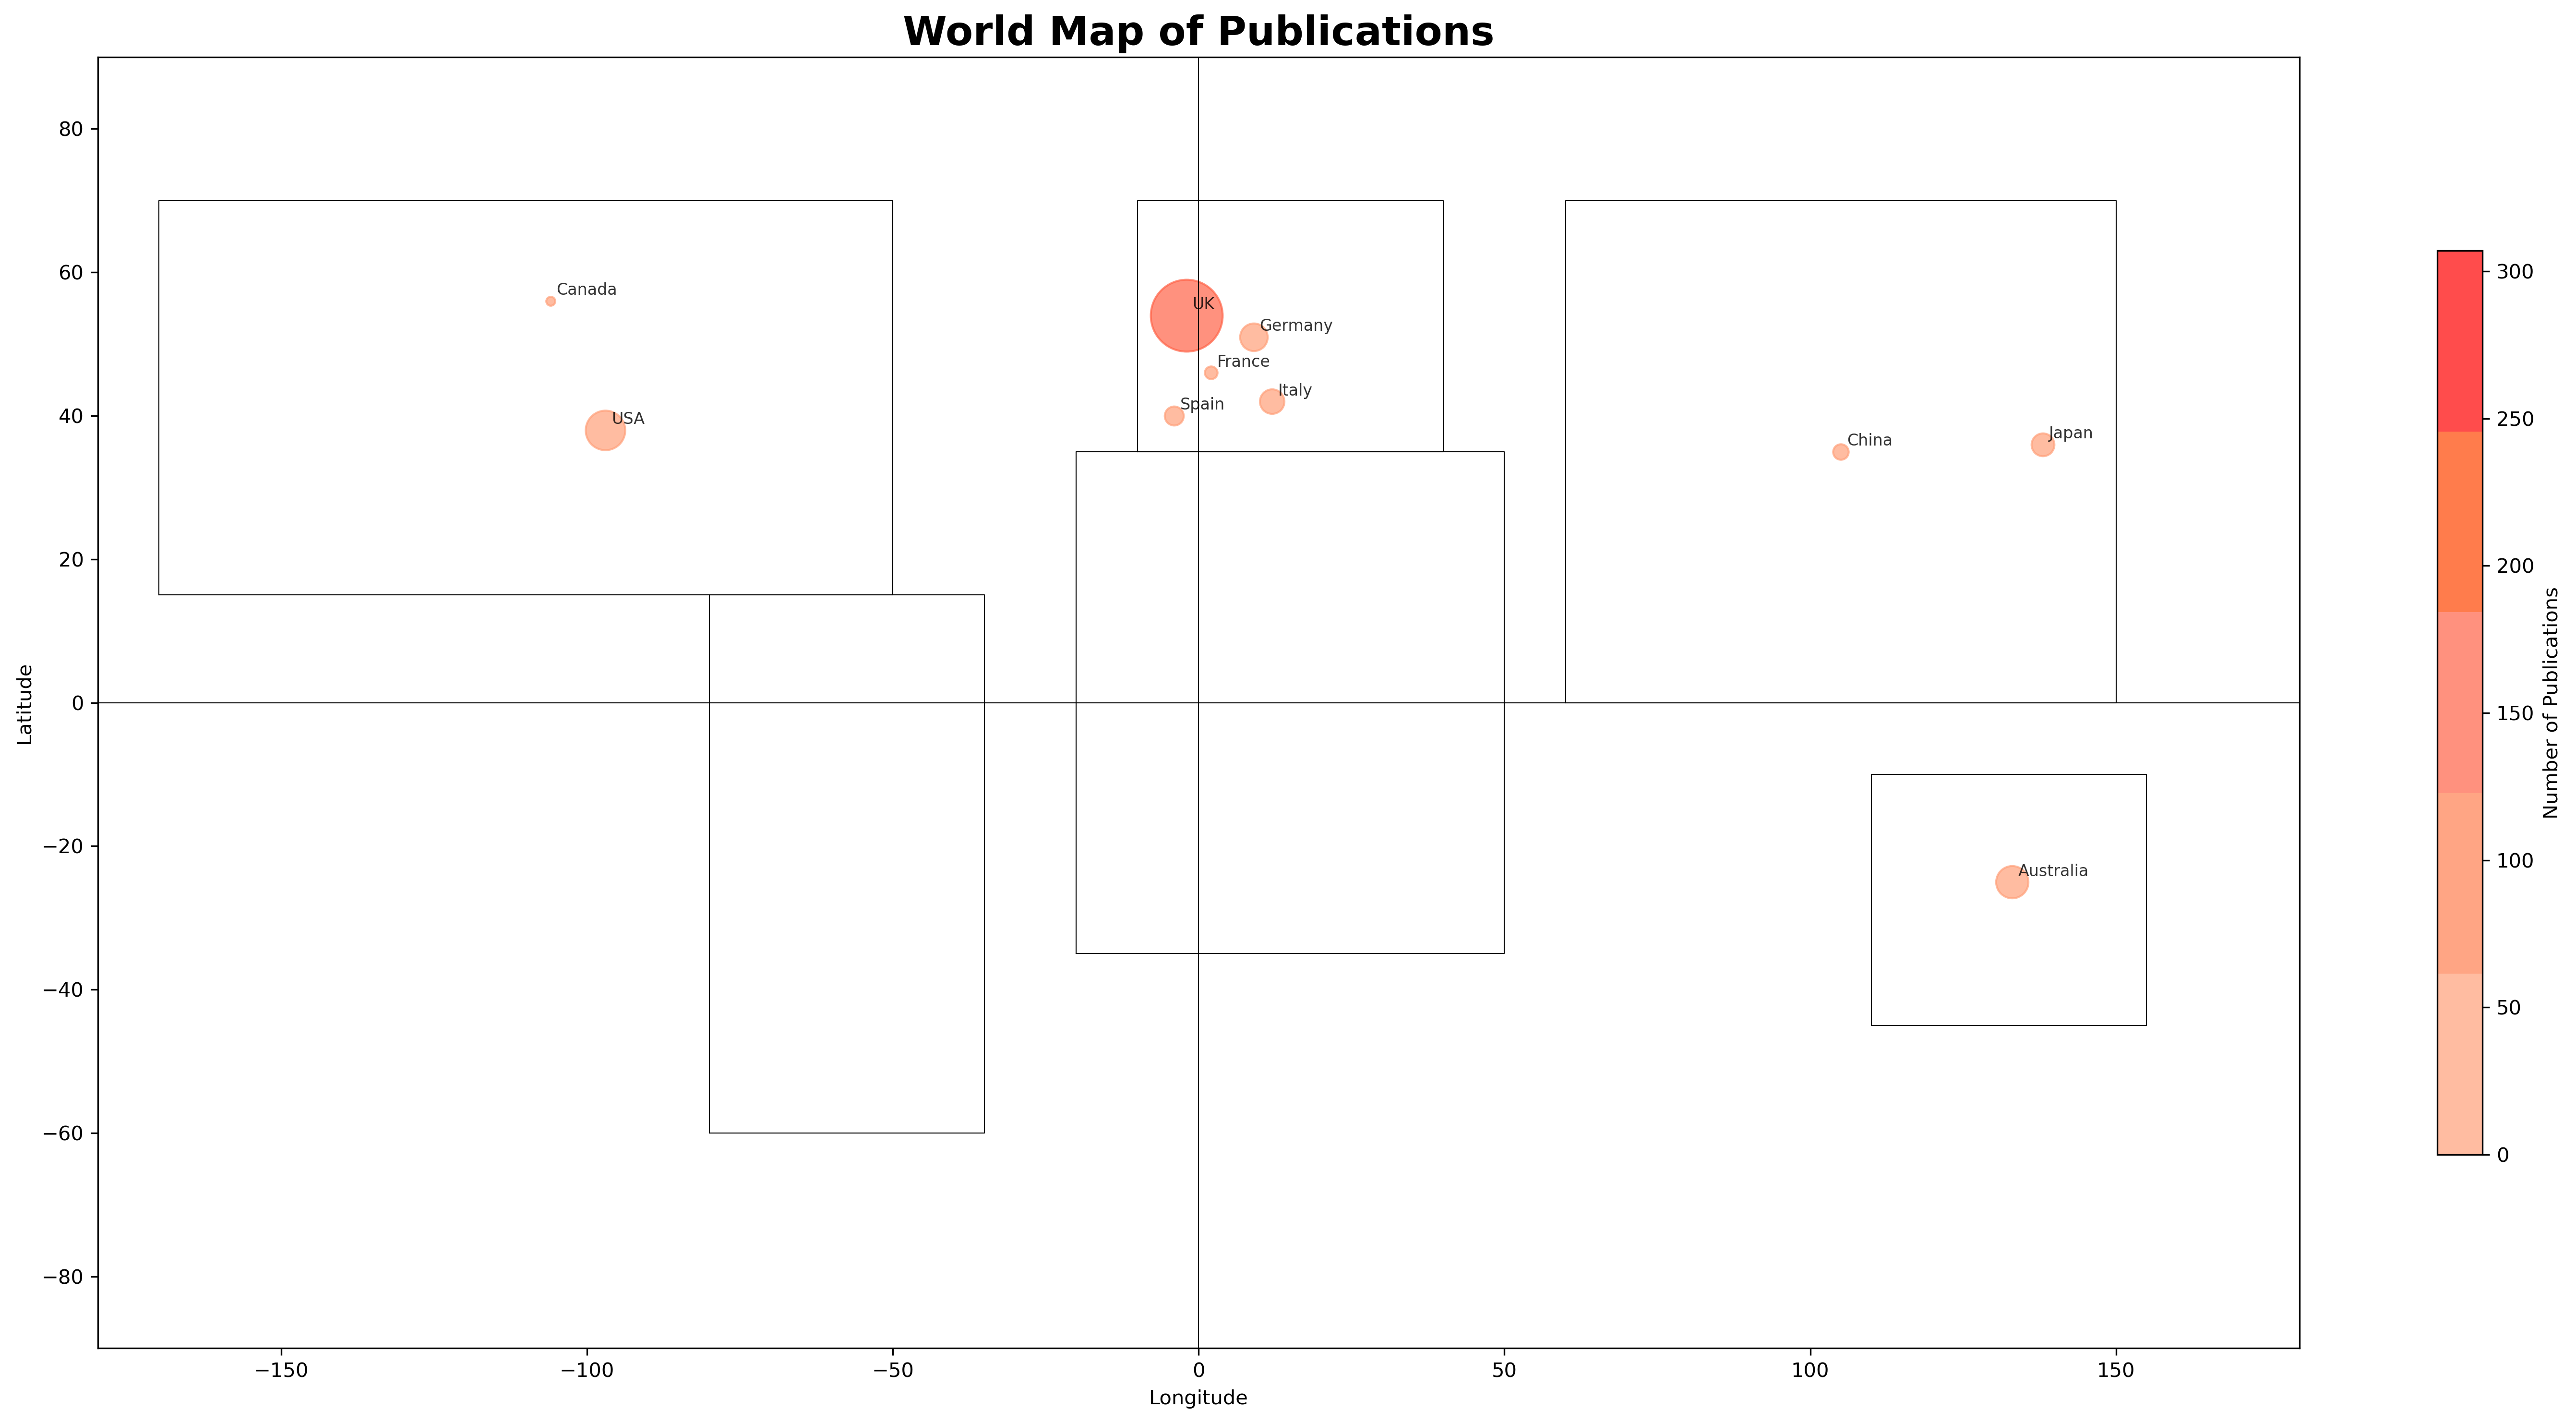 World Map of Publications
80
60
40
20
0
−20
−40
−60
−80
Latitude
Canada
UK
Germany
France
Italy
Spain
USA
China
Japan
Australia
−150
−100
−50
0
50
100
150
Longitude
300
250
200
150
100
50
0
Number of Publications